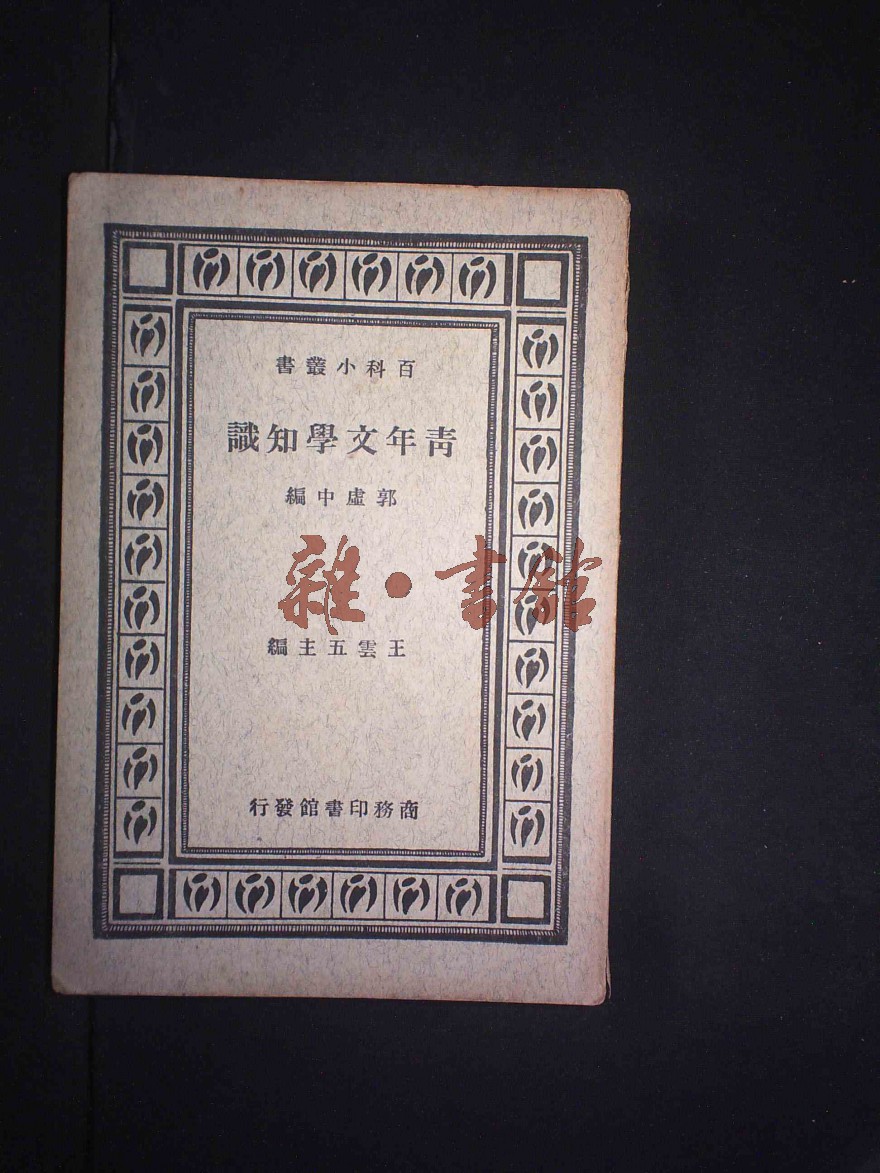 百科小叢書
青年文學知識
郭虛中編
雜·書館
王雲五主編
商務印書館發行